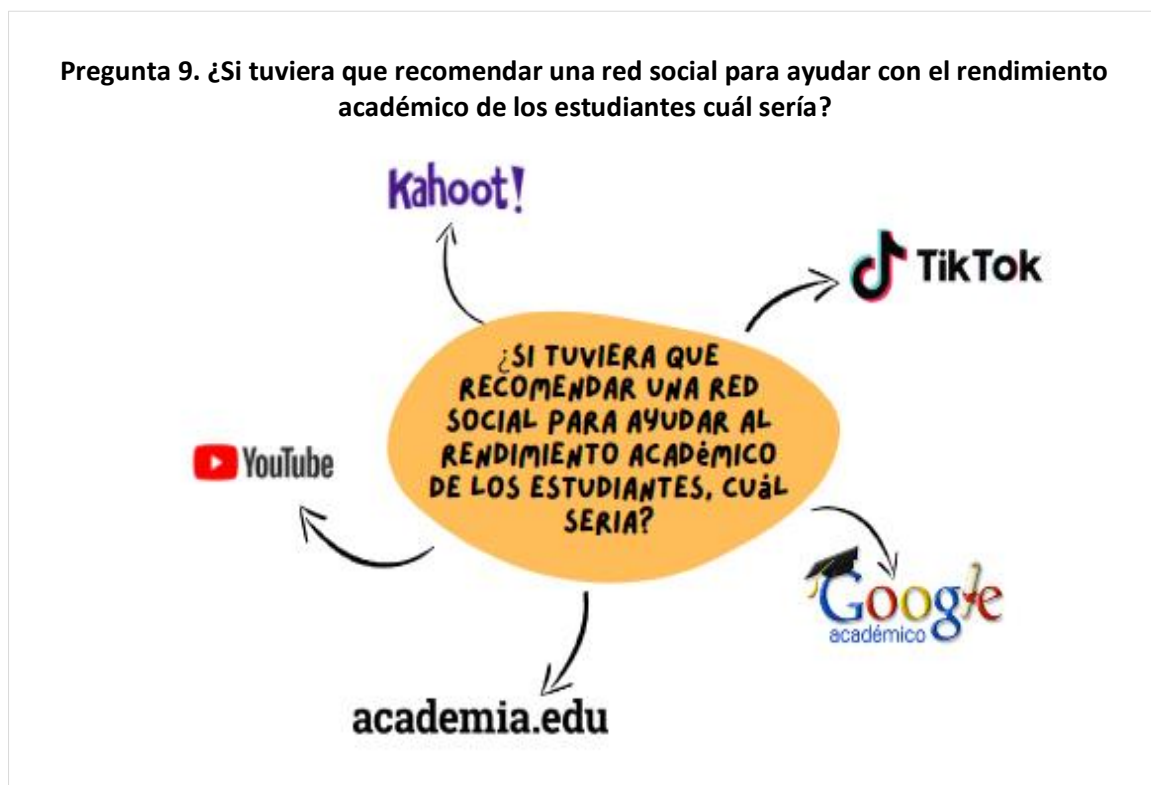 Pregunta 9. ¿Si tuviera que recomendar una red social para ayudar con el rendimiento
académico de los estudiantes cuál sería?
Kahoot!
TikTok
¿SI TUVIERA QUE
RECOMENDAR UNA RED
SOCIAL PARA AYUDAR AL
RENDIMIENTO ACADéMICO
DE LOS ESTUDIANTES, CUáL
SERIA?
YouTube
Google
académico
academia.edu